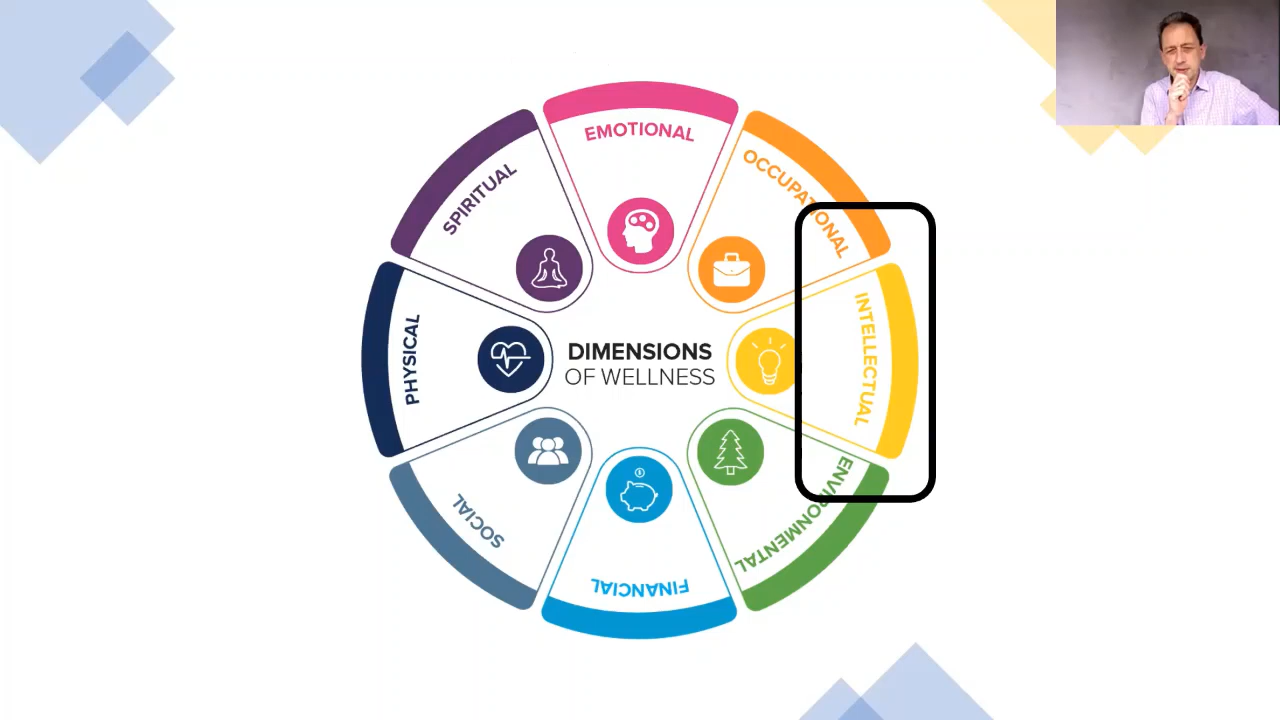 EMOTIONAL
OCCUPATIONAL
INTELLECTUAL
ENVIRONMENTAL
FINANCIAL
SOCIAL
PHYSICAL
SPIRITUAL
DIMENSIONS
OF WELLNESS